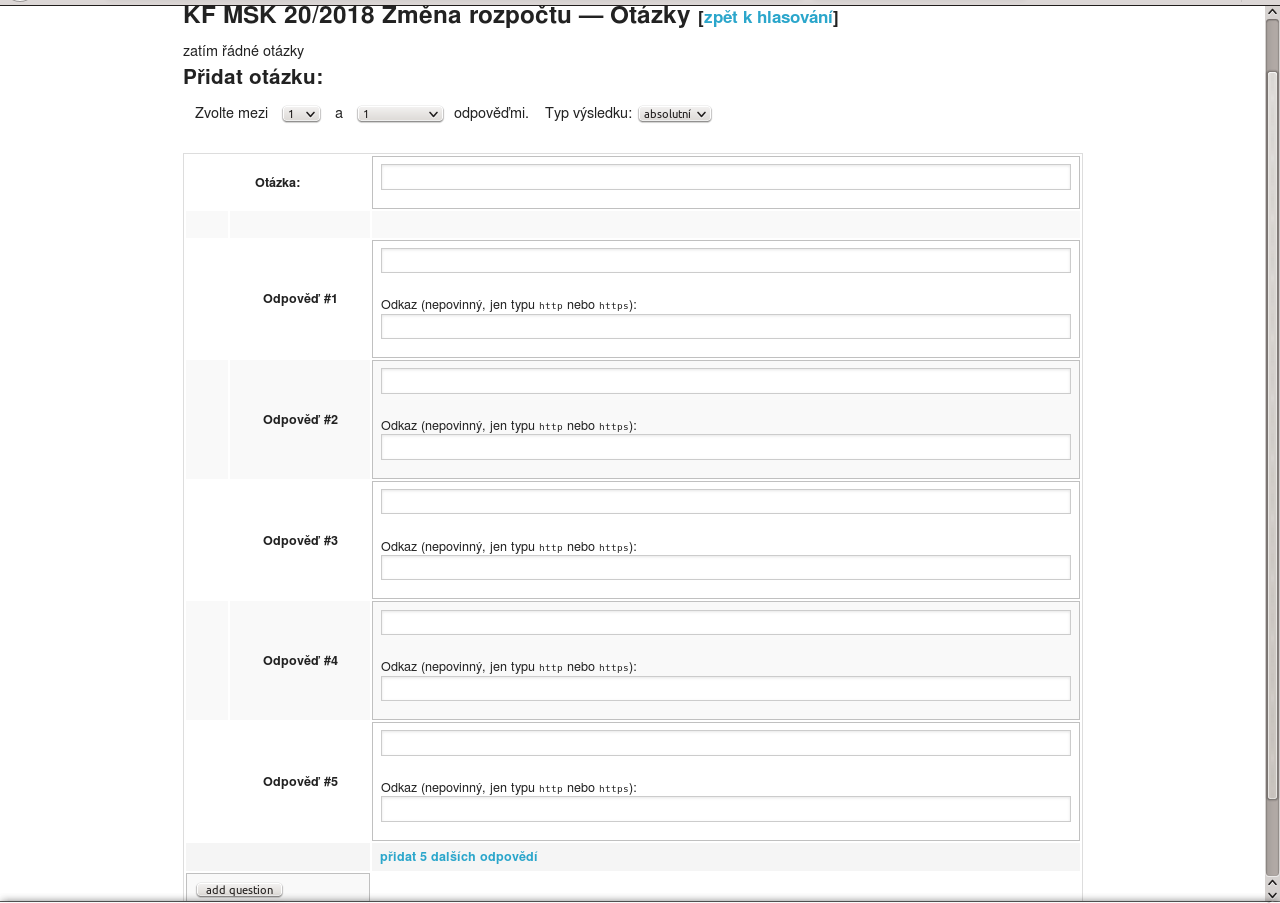 KF MSK 20/2018 Změna rozpočtu — Otázky [zpět k hlasování]
zatím řádné otázky
Přidat otázku:
Zvolte mezi 1 a 1 odpověďmi. Typ výsledku: absolutní
Otázka:
Odpověď #1
Odkaz (nepovinný, jen typu http nebo https):
Odpověď #2
Odkaz (nepovinný, jen typu http nebo https):
Odpověď #3
Odkaz (nepovinný, jen typu http nebo https):
Odpověď #4
Odkaz (nepovinný, jen typu http nebo https):
Odpověď #5
Odkaz (nepovinný, jen typu http nebo https):
přidat 5 dalších odpovědí
add question